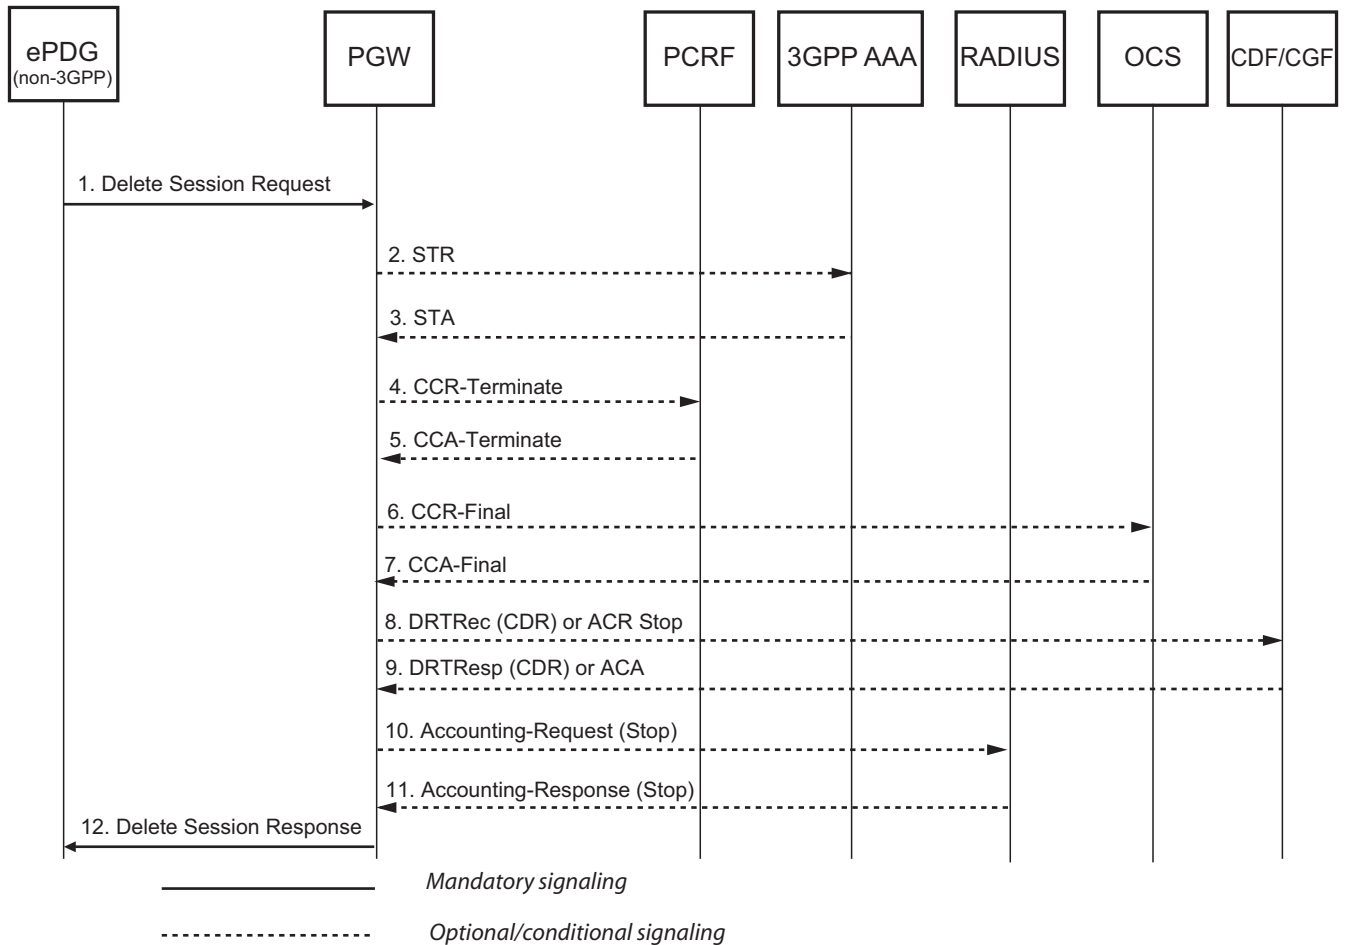 ePDG
(non-3GPP)
PGW
PCRF
3GPP AAA
RADIUS
OCS
CDF/CGF
1. Delete Session Request
2. STR
3. STA
4. CCR-Terminate
5. CCA-Terminate
6. CCR-Final
7. CCA-Final
8. DRTRec (CDR) or ACR Stop
9. DRTResp (CDR) or ACA
10. Accounting-Request (Stop)
11. Accounting-Response (Stop)
12. Delete Session Response
Mandatory signaling
Optional/conditional signaling